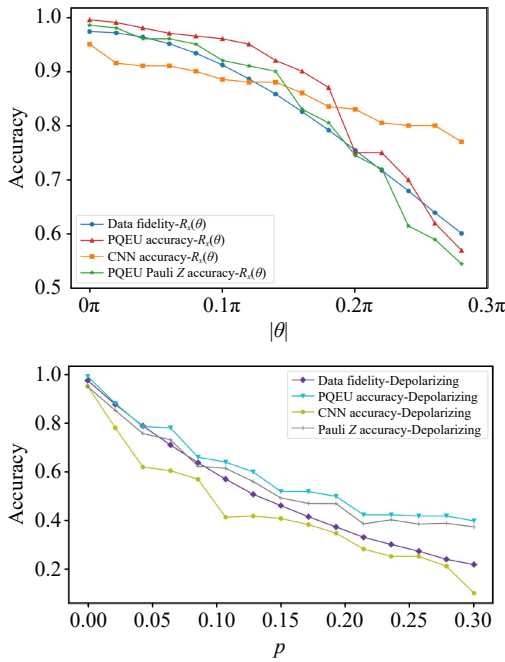 1.0
0.9
0.8
0.7
0.6
0.5
Accuracy
Data fidelity-Rₓ(θ)
PQEU accuracy-Rₓ(θ)
CNN accuracy-Rₓ(θ)
PQEU Pauli Z accuracy-Rₓ(θ)
0π 0.1π 0.2π 0.3π
|θ|
1.0
0.8
0.6
0.4
0.2
Accuracy
Data fidelity-Depolarizing
PQEU accuracy-Depolarizing
CNN accuracy-Depolarizing
Pauli Z accuracy-Depolarizing
0.00 0.05 0.10 0.15 0.20 0.25 0.30
p